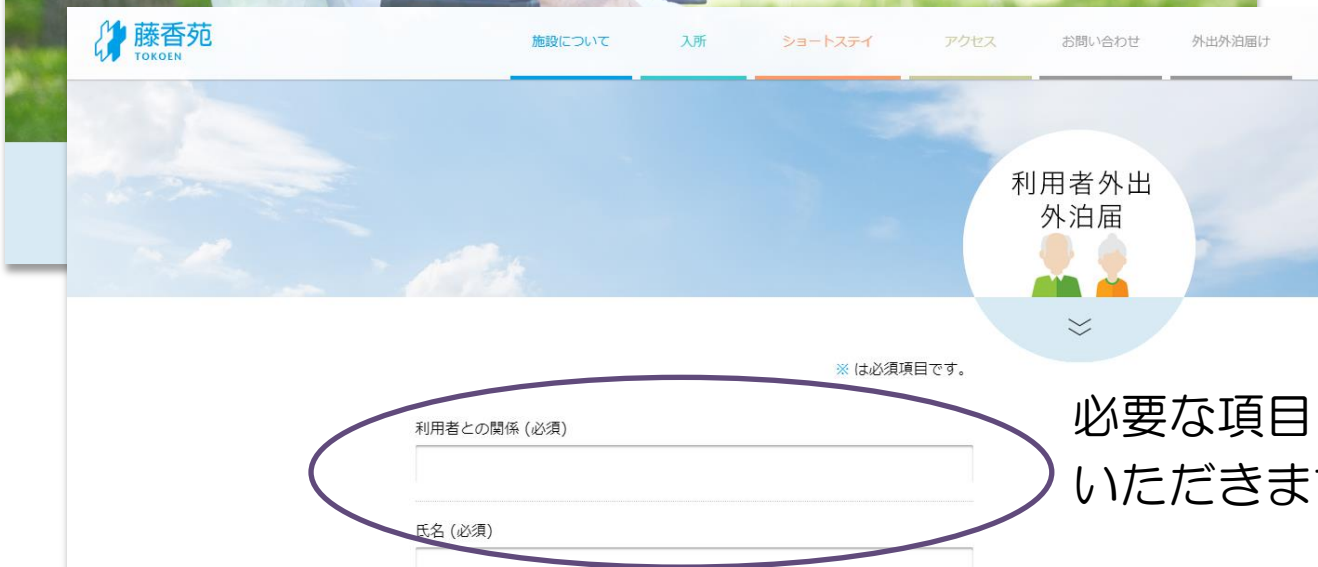 藤香苑
TOKOEN
施設について
入所
ショートステイ
アクセス
お問い合わせ
外出外泊届け
利用者外出
外泊届
※ は必須項目です。
必要な項目
いただきま
利用者との関係 (必須)
氏名 (必須)